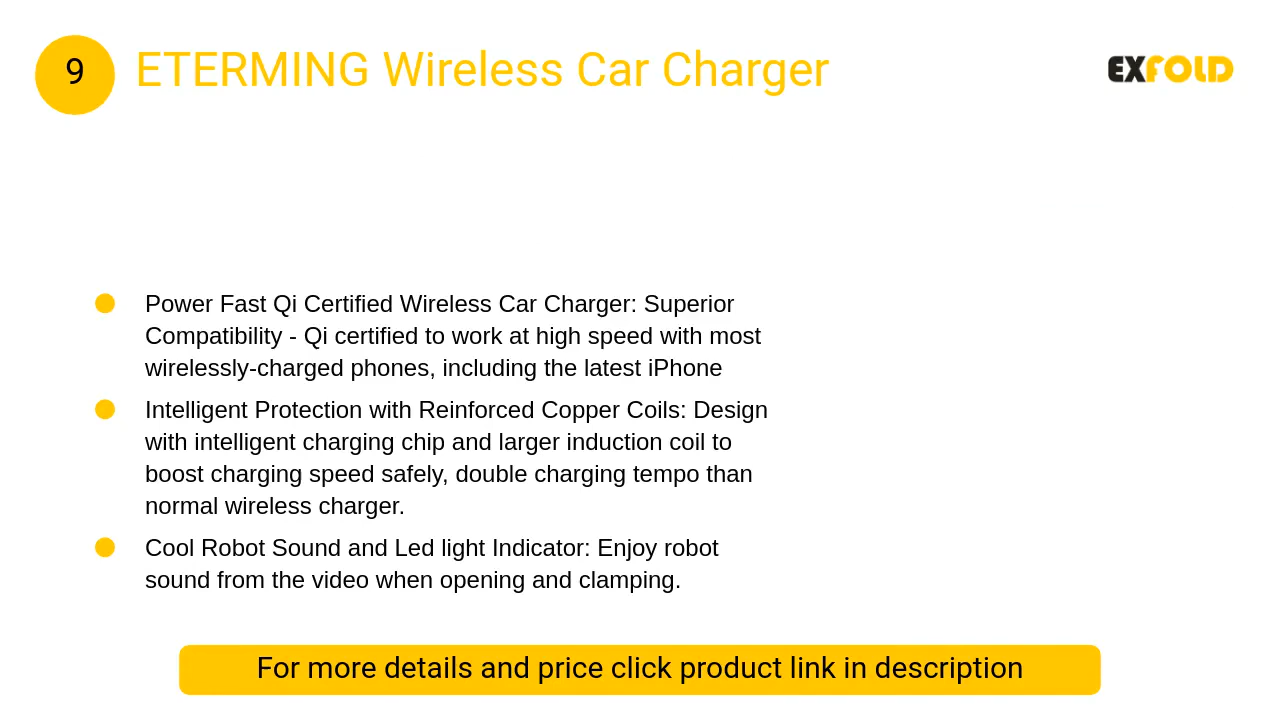 9
ETERMING Wireless Car Charger
EXFOLD
Power Fast Qi Certified Wireless Car Charger: Superior
Compatibility - Qi certified to work at high speed with most
wirelessly-charged phones, including the latest iPhone
Intelligent Protection with Reinforced Copper Coils: Design
with intelligent charging chip and larger induction coil to
boost charging speed safely, double charging tempo than
normal wireless charger.
Cool Robot Sound and Led light Indicator: Enjoy robot
sound from the video when opening and clamping.
For more details and price click product link in description